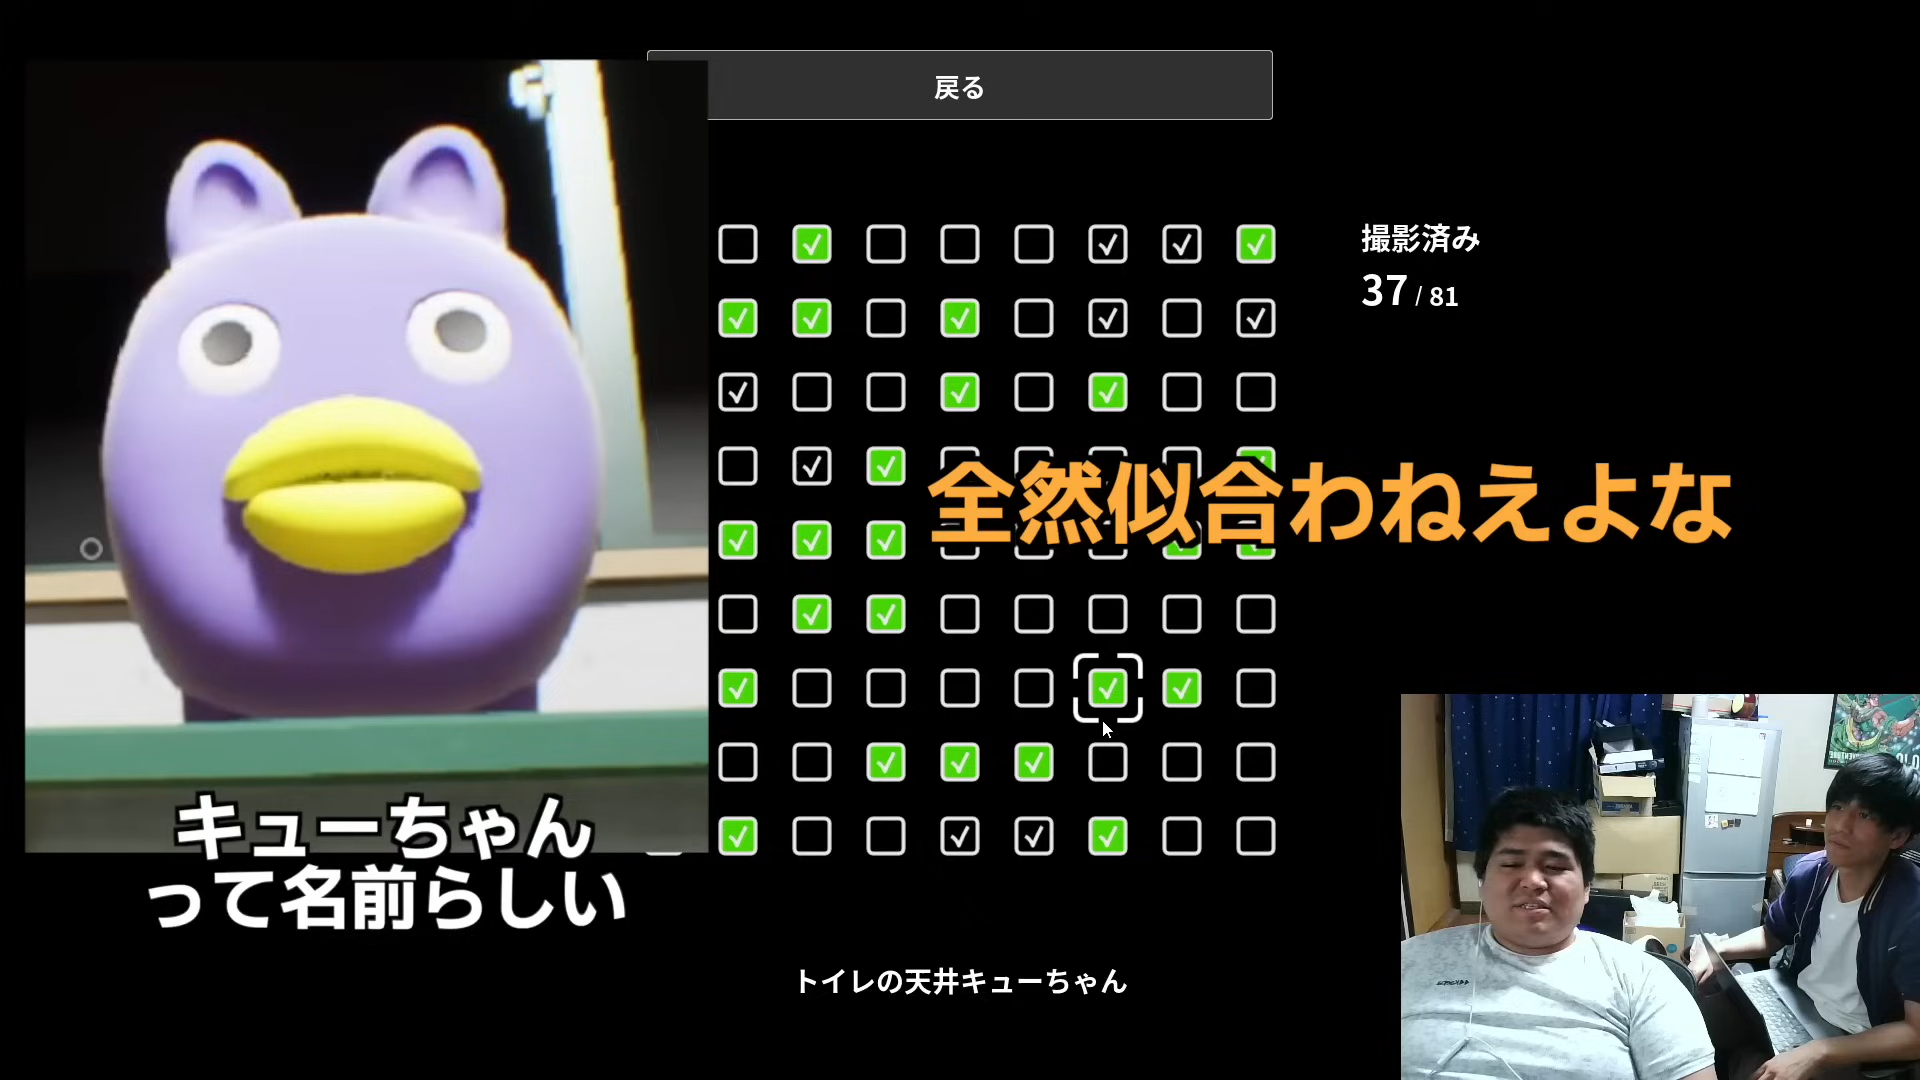 戻る
撮影済み
37 / 81
全然似合わねえよな
キューちゃん
って名前らしい
トイレの天井キューちゃん